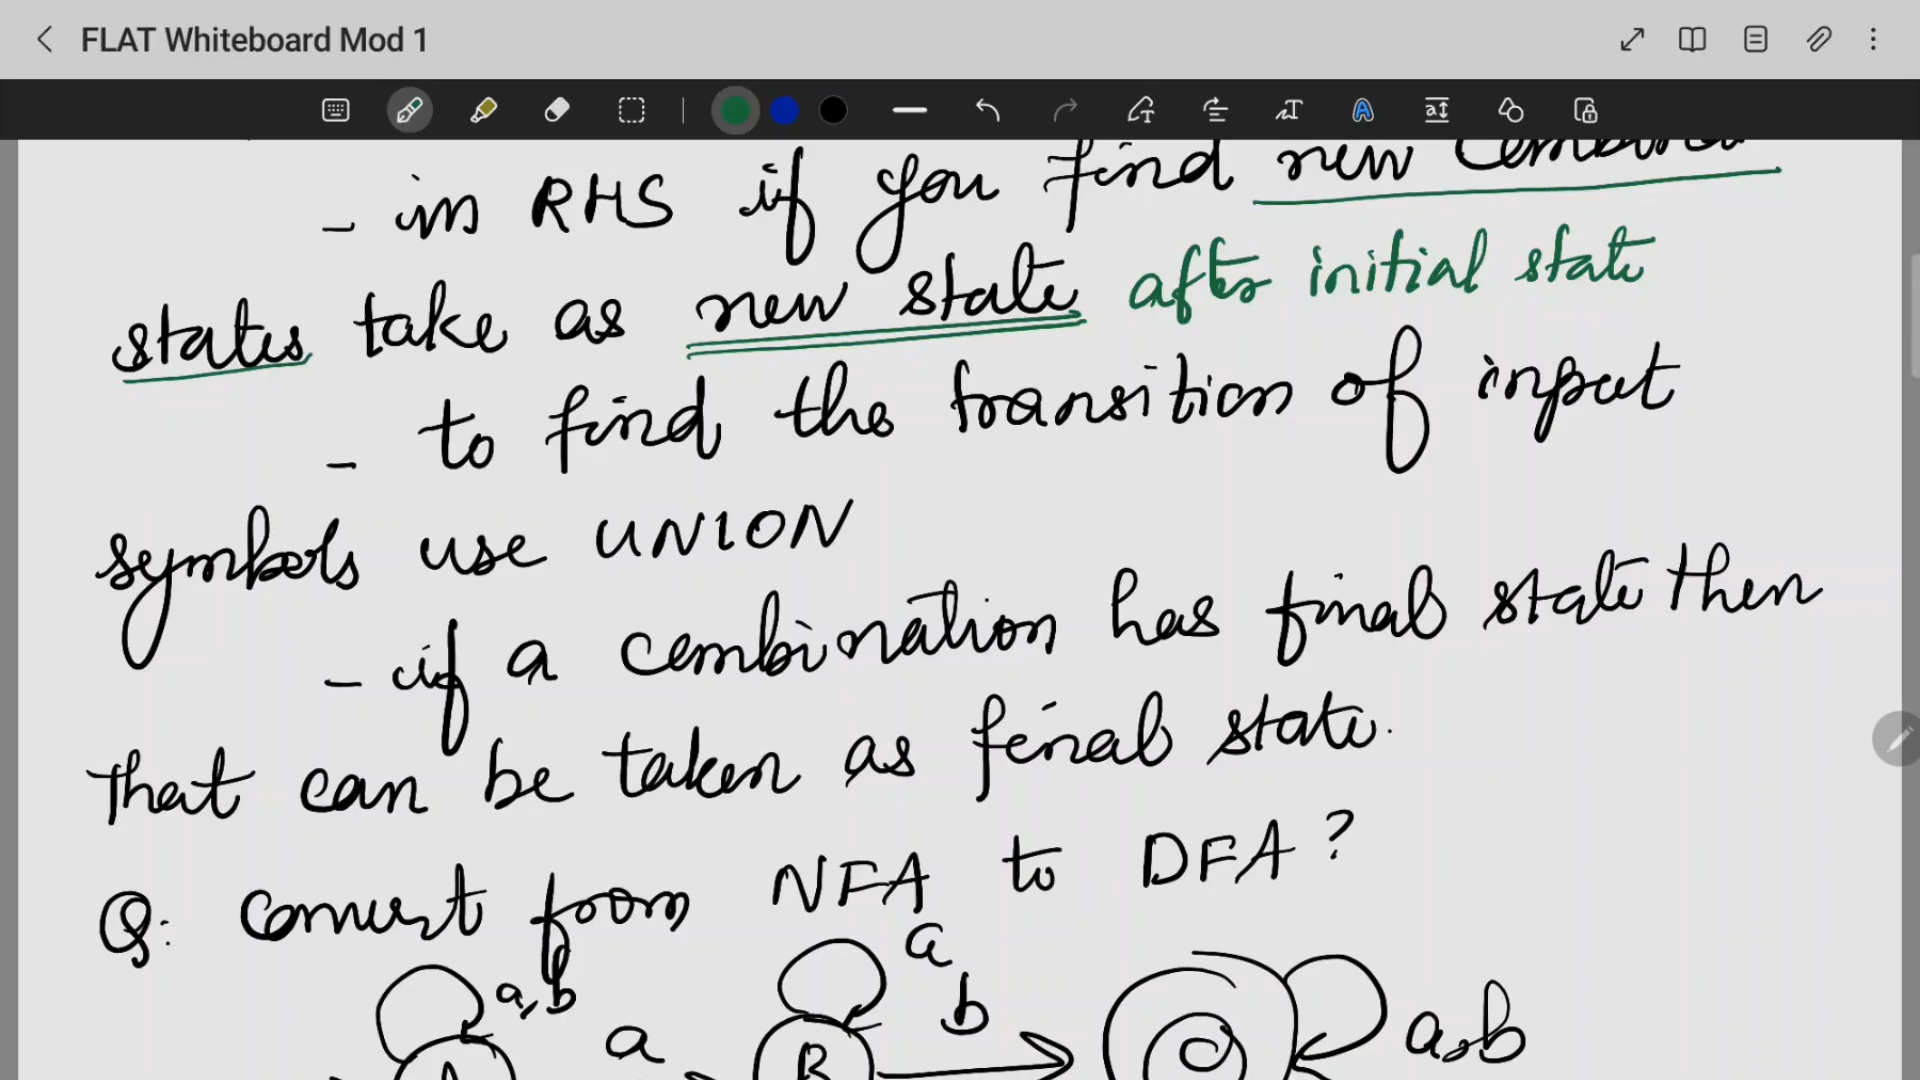 FLAT Whiteboard Mod 1
- in RHS if you find new combined
states take as new state after initial state
- to find the transition of input
symbols use UNION
- if a combination has final state then
that can be taken as final state.
Q: Convert from NFA to DFA?
a
a,b
b
a
B
a,b